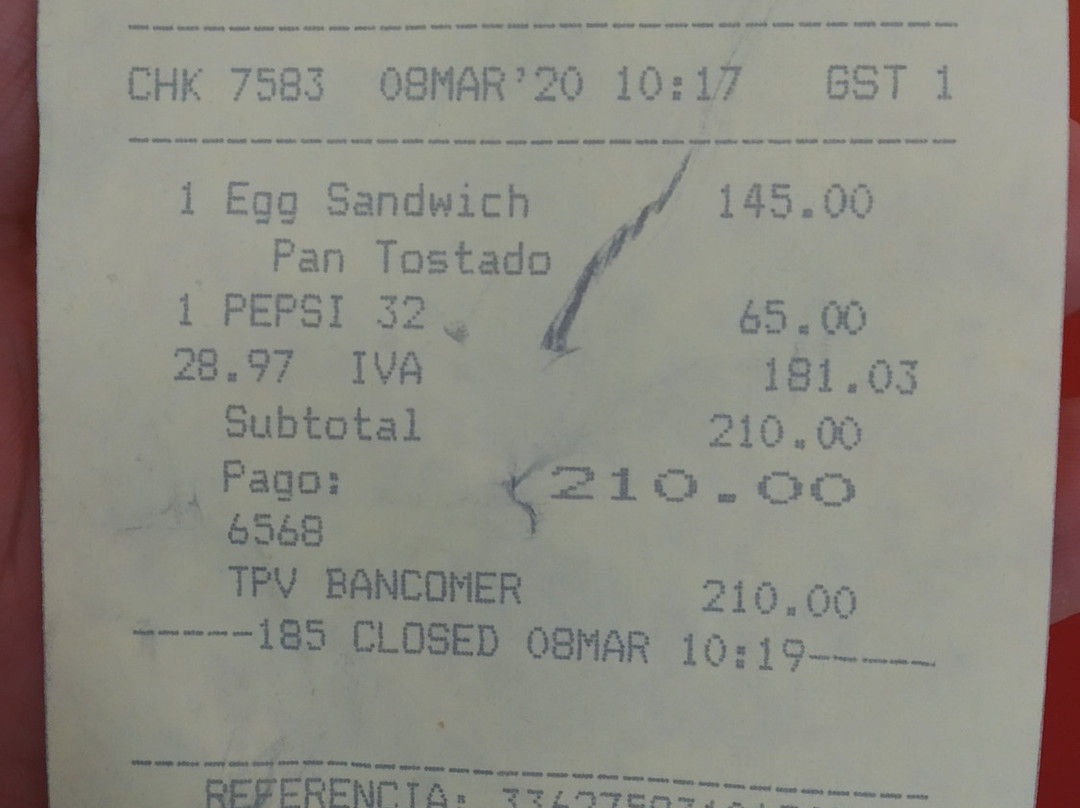 CHK 7583 08MAR'20 10:17 GST 1
1 Egg Sandwich 145.00
Pan Tostado
1 PEPSI 32 65.00
28.97 IVA 181.03
Subtotal 210.00
Pago: 210.00
6568
TPV BANCOMER 210.00
-----185 CLOSED 08MAR 10:19-----
REFERENCIA: